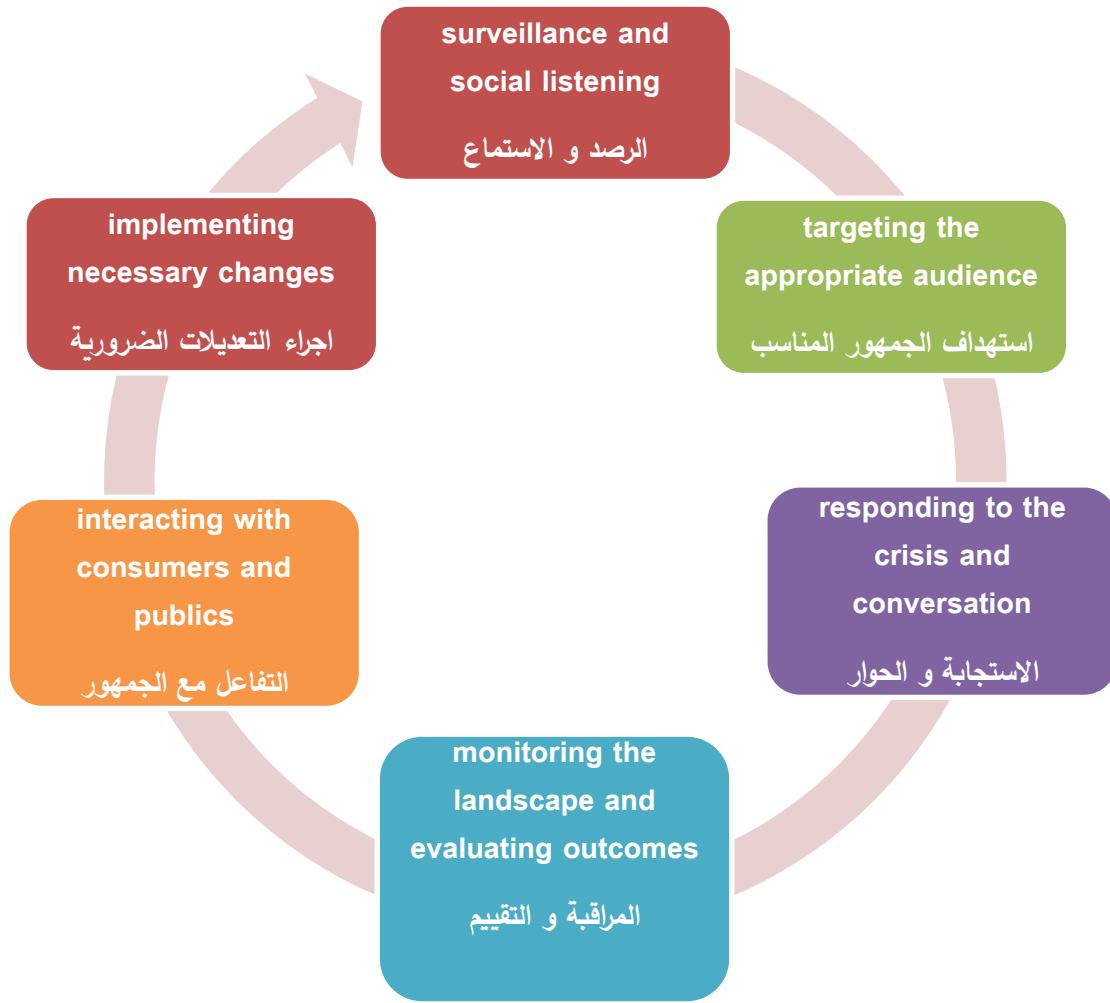 surveillance and
social listening
الرصد و الاستماع
targeting the
appropriate audience
استهداف الجمهور المناسب
responding to the
crisis and
conversation
الاستجابة و الحوار
monitoring the
landscape and
evaluating outcomes
المراقبة و التقييم
interacting with
consumers and
publics
التفاعل مع الجمهور
implementing
necessary changes
اجراء التعديلات الضرورية